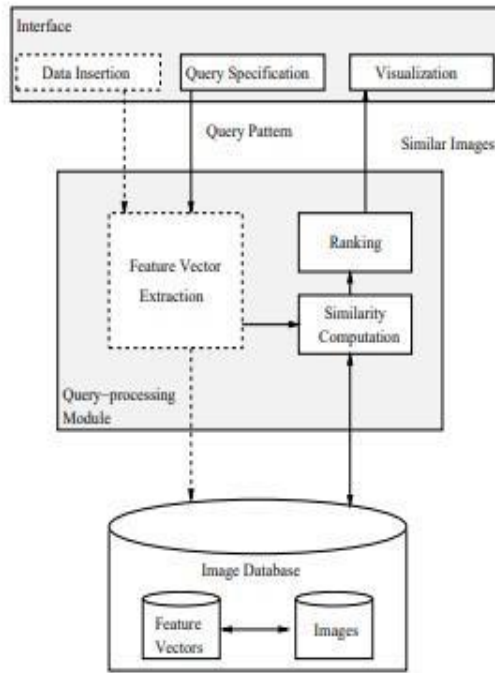 Interface
Data Insertion
Query Specification
Visualization
Query Pattern
Similar Images
Feature Vector
Extraction
Ranking
Similarity
Computation
Query-processing
Module
Image Database
Feature
Vectors
Images